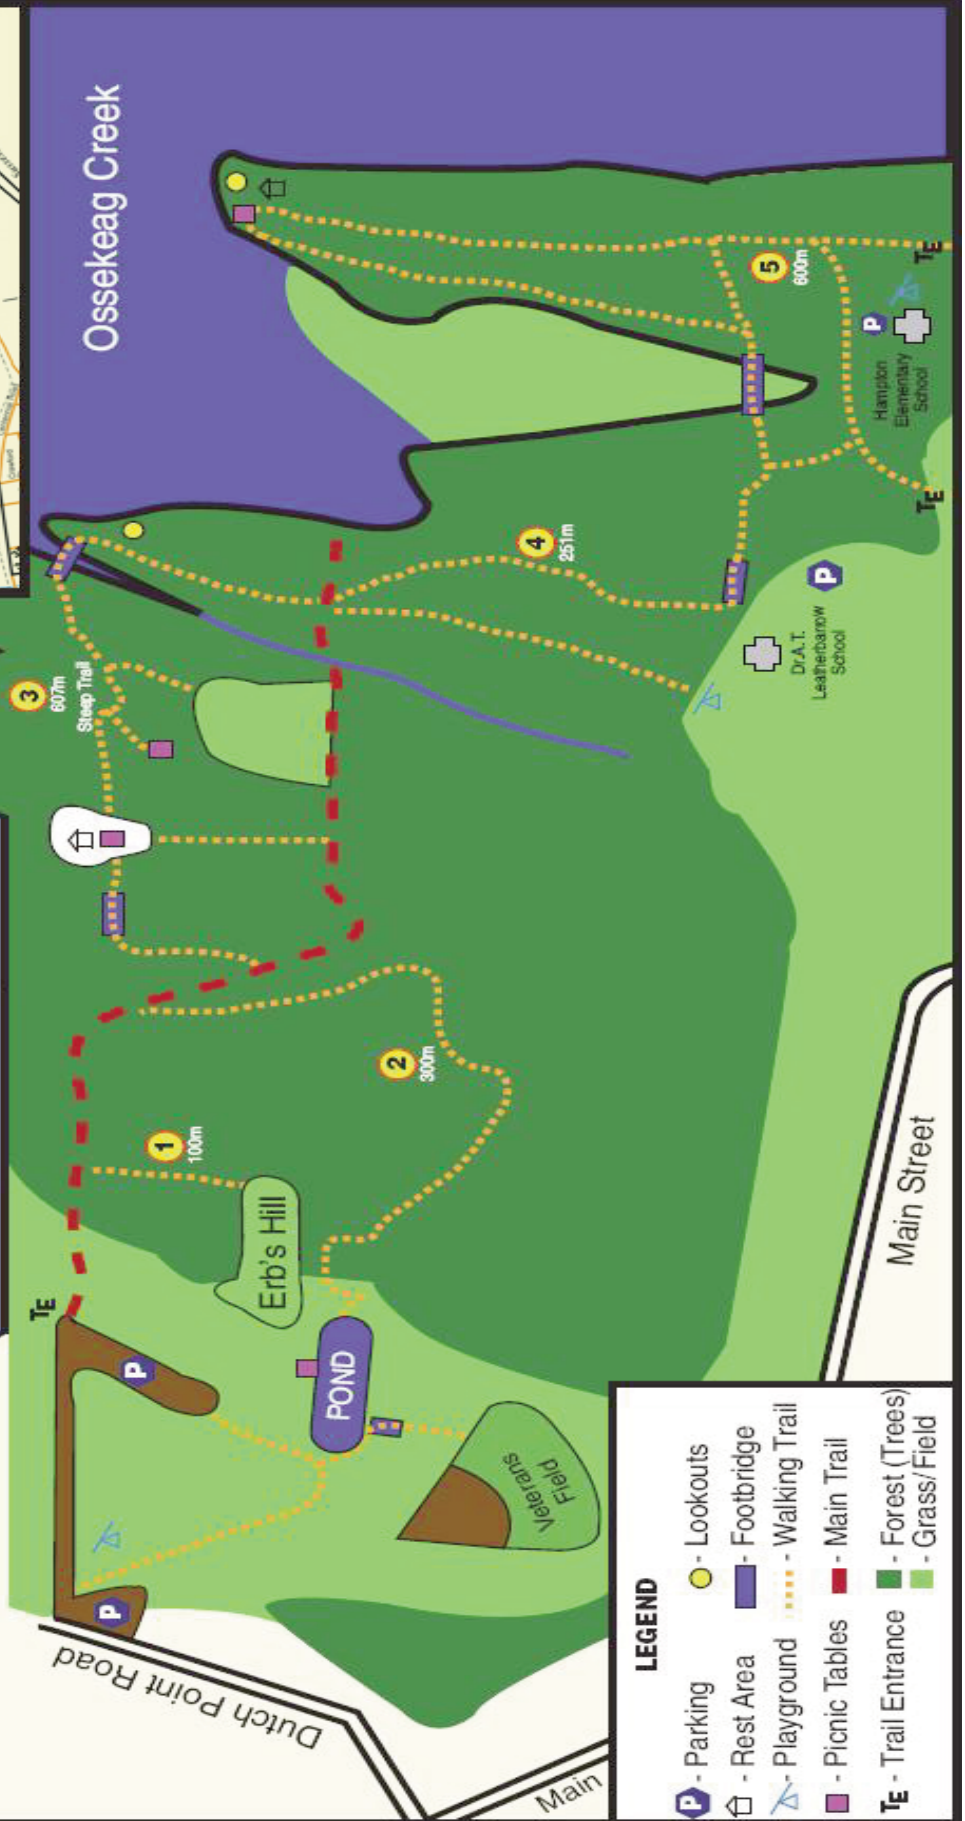 Ossekeag Creek
3
607m
Steep Trail
4
251m
5
600m
TE
P
Hampton
Elementary
School
TE
P
Dr.A.T.
Leatherbarrow
School
2
300m
1
100m
Erb's Hill
TE
P
POND
Veterans
Field
P
Dutch Point Road
Main
Main Street
LEGEND
P - Parking
- Rest Area
- Playground
- Picnic Tables
TE - Trail Entrance
- Lookouts
- Footbridge
- Walking Trail
- Main Trail
- Forest (Trees)
- Grass/Field